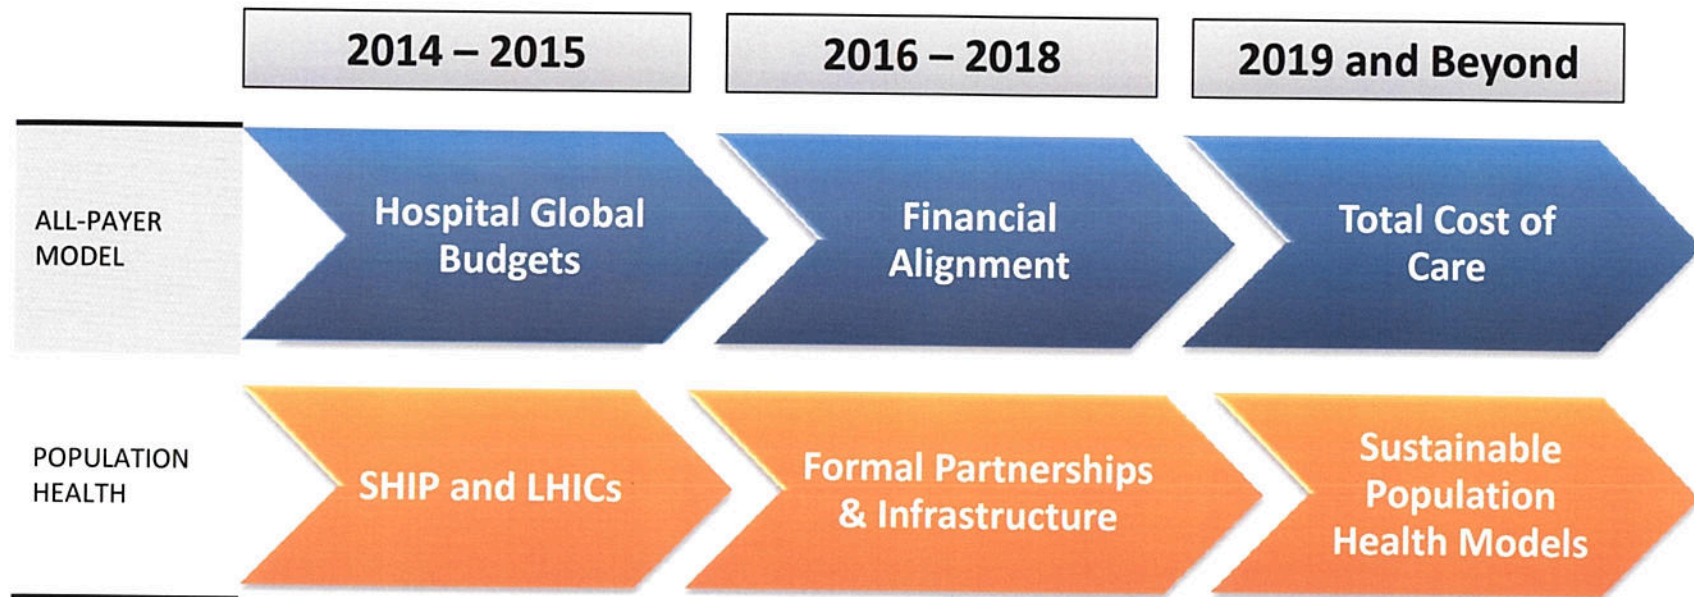 2014 – 2015
2016 – 2018
2019 and Beyond
ALL-PAYER
MODEL
Hospital Global
Budgets
Financial
Alignment
Total Cost of
Care
POPULATION
HEALTH
SHIP and LHICs
Formal Partnerships
& Infrastructure
Sustainable
Population
Health Models